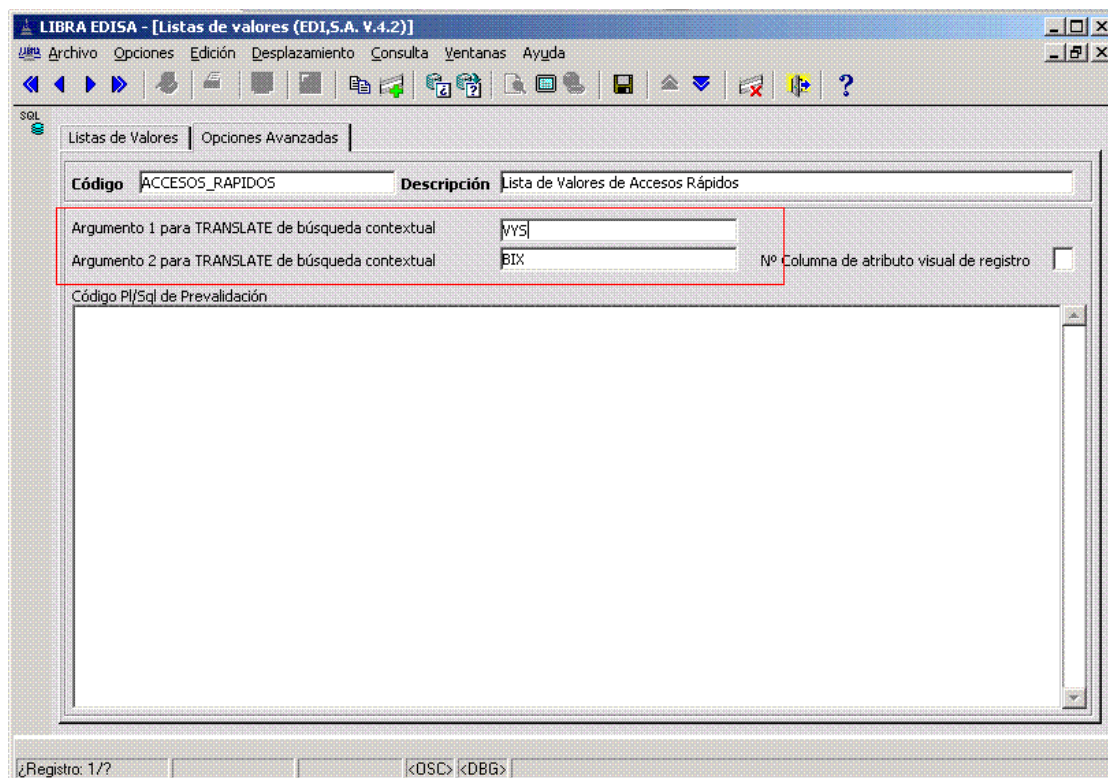 LIBRA EDISA - [Listas de valores (EDI,S.A. V.4.2)]
Archivo Opciones Edición Desplazamiento Consulta Ventanas Ayuda
SQL
Listas de Valores Opciones Avanzadas
Código ACCESOS_RAPIDOS Descripción Lista de Valores de Accesos Rápidos
Argumento 1 para TRANSLATE de búsqueda contextual VYS
Argumento 2 para TRANSLATE de búsqueda contextual BIX Nº Columna de atributo visual de registro
Código Pl/Sql de Prevalidación
¿Registro: 1/? <OSC> <DBG>